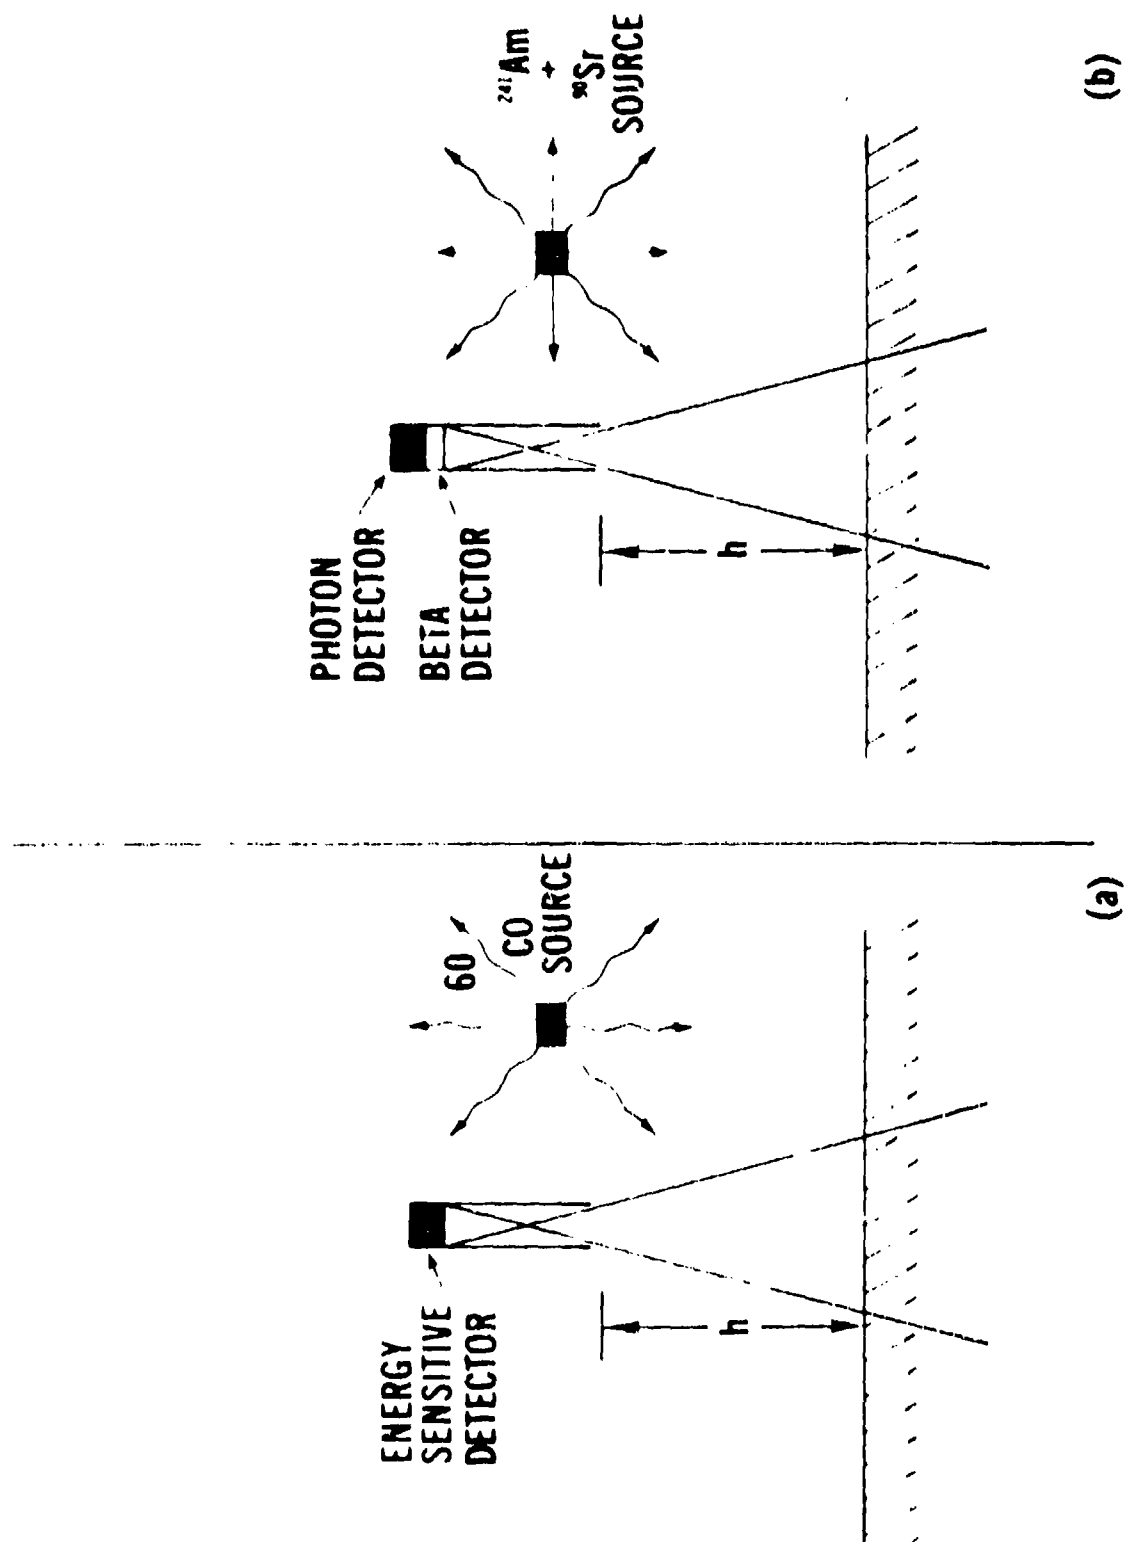 ENERGY
SENSITIVE
DETECTOR
60
CO
SOURCE
h
(a)
PHOTON
DETECTOR
BETA
DETECTOR
²⁴¹Am
+
⁹⁰Sr
SOURCE
h
(b)